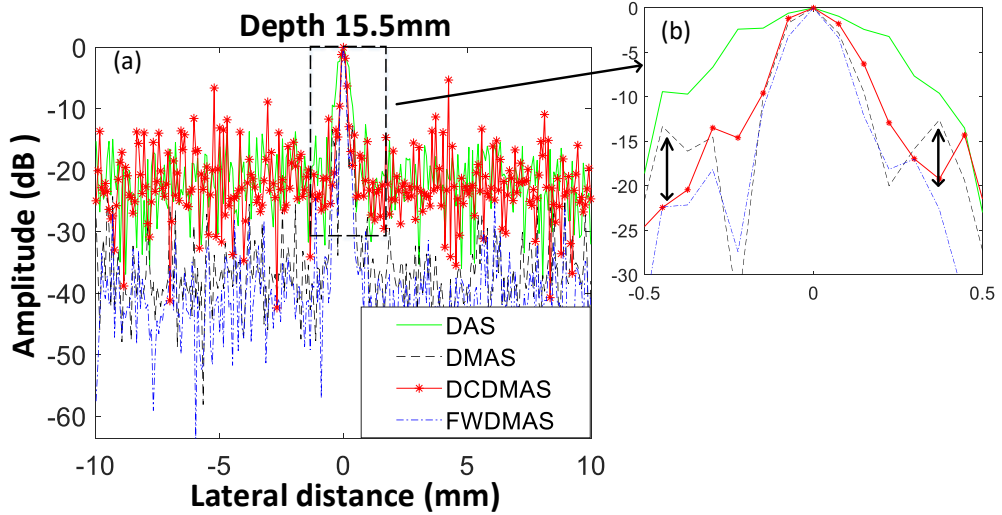 Depth 15.5mm
(a)
0
-10
-20
-30
-40
-50
-60
Amplitude (dB )
-10
-5
0
5
10
Lateral distance (mm)
DAS
DMAS
DCDMAS
FWDMAS
(b)
0
-5
-10
-15
-20
-25
-30
-0.5
0
0.5